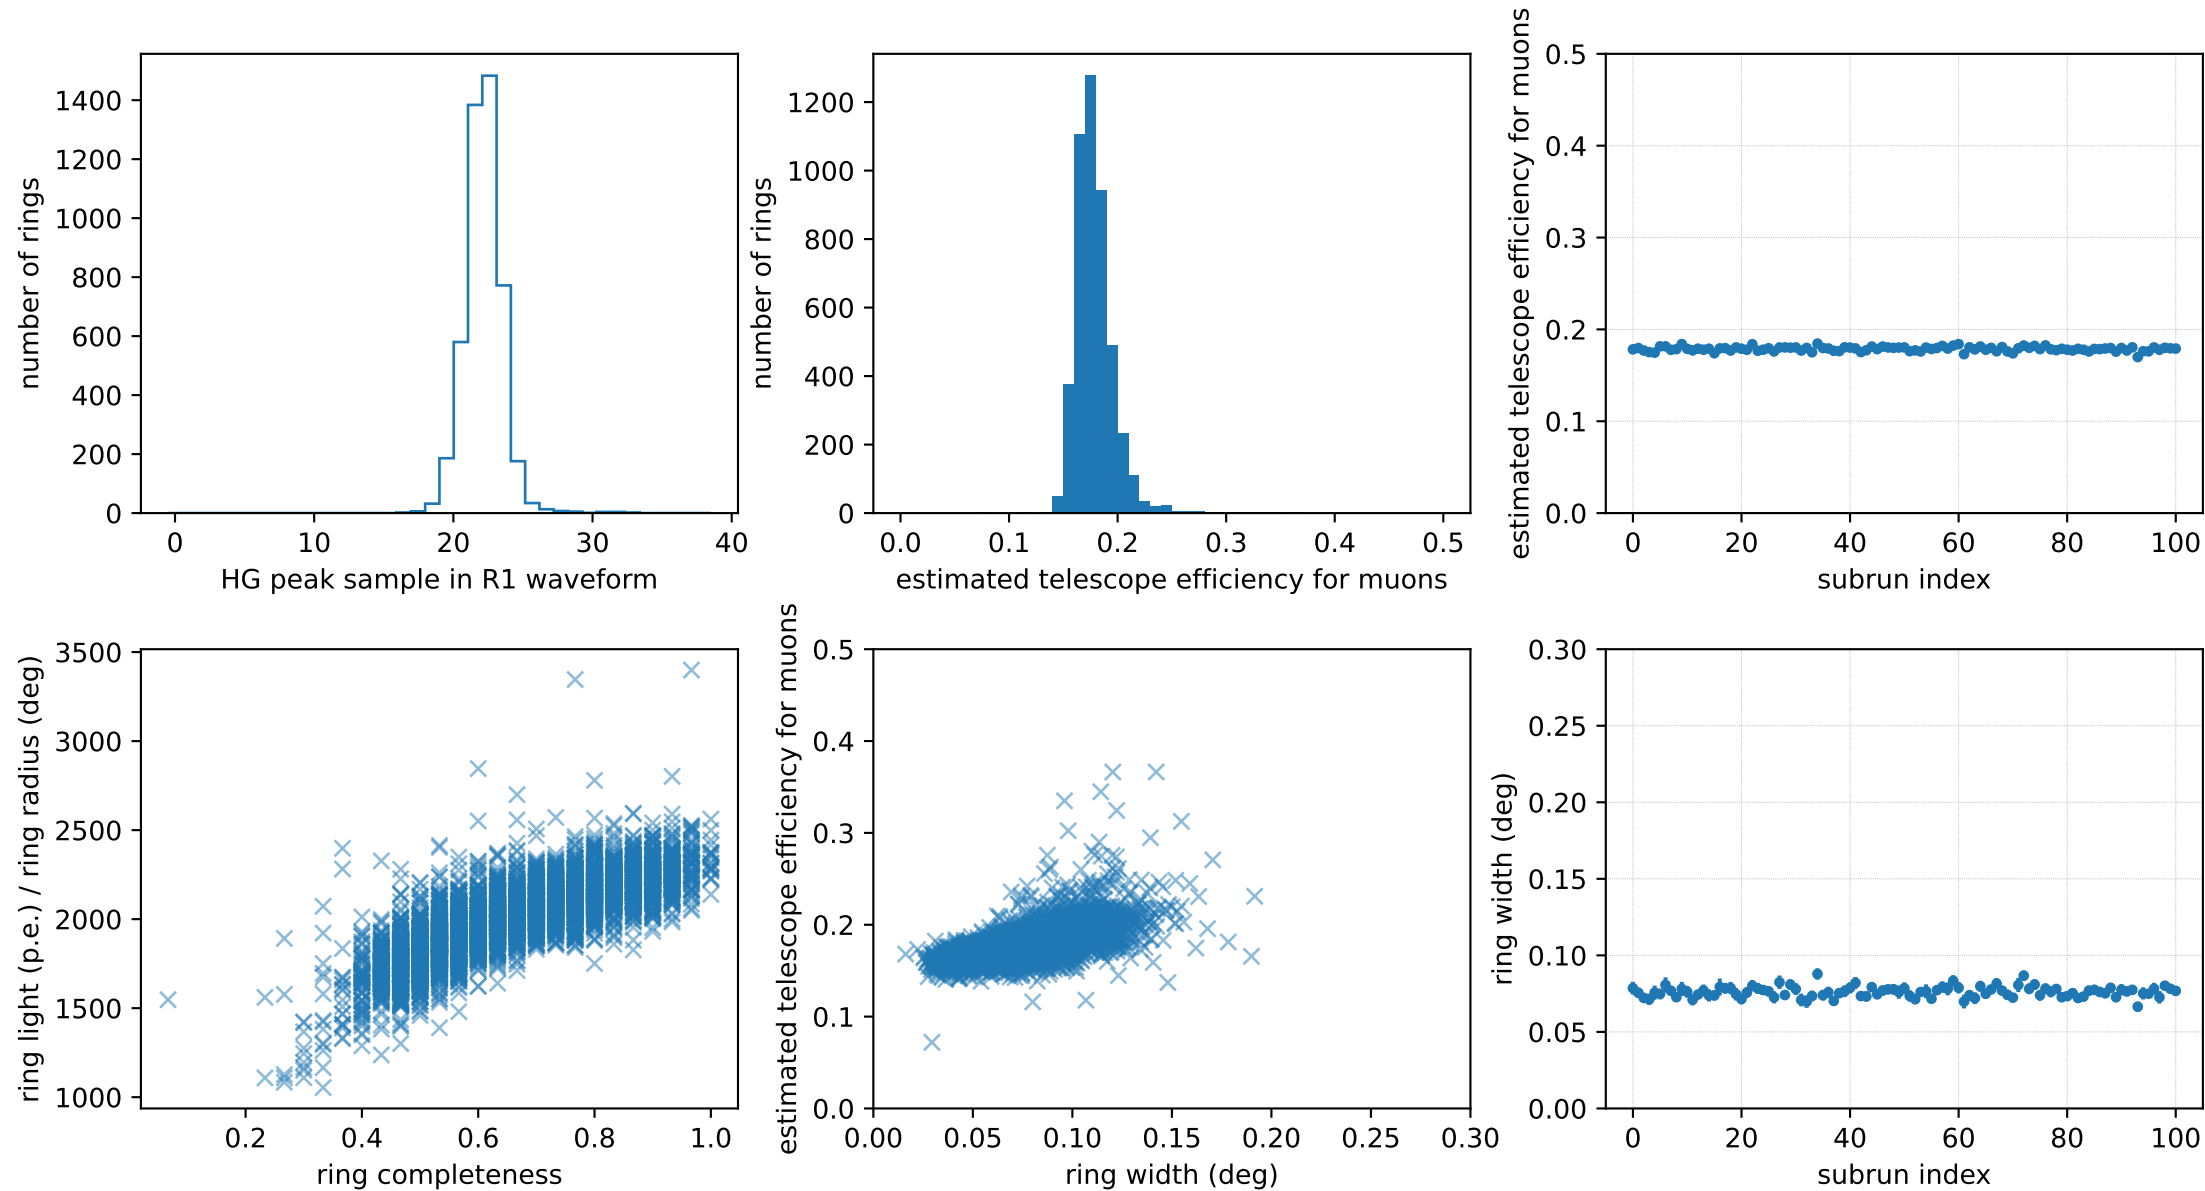 number of rings
1400
1200
1000
800
600
400
200
0
0 10 20 30 40
HG peak sample in R1 waveform
number of rings
1200
1000
800
600
400
200
0
0.0 0.1 0.2 0.3 0.4 0.5
estimated telescope efficiency for muons
estimated telescope efficiency for muons
0.5
0.4
0.3
0.2
0.1
0.0
0 20 40 60 80 100
subrun index
ring light (p.e.) / ring radius (deg)
3500
3000
2500
2000
1500
1000
0.2 0.4 0.6 0.8 1.0
ring completeness
estimated telescope efficiency for muons
0.5
0.4
0.3
0.2
0.1
0.0
0.00 0.05 0.10 0.15 0.20 0.25 0.30
ring width (deg)
ring width (deg)
0.30
0.25
0.20
0.15
0.10
0.05
0.00
0 20 40 60 80 100
subrun index